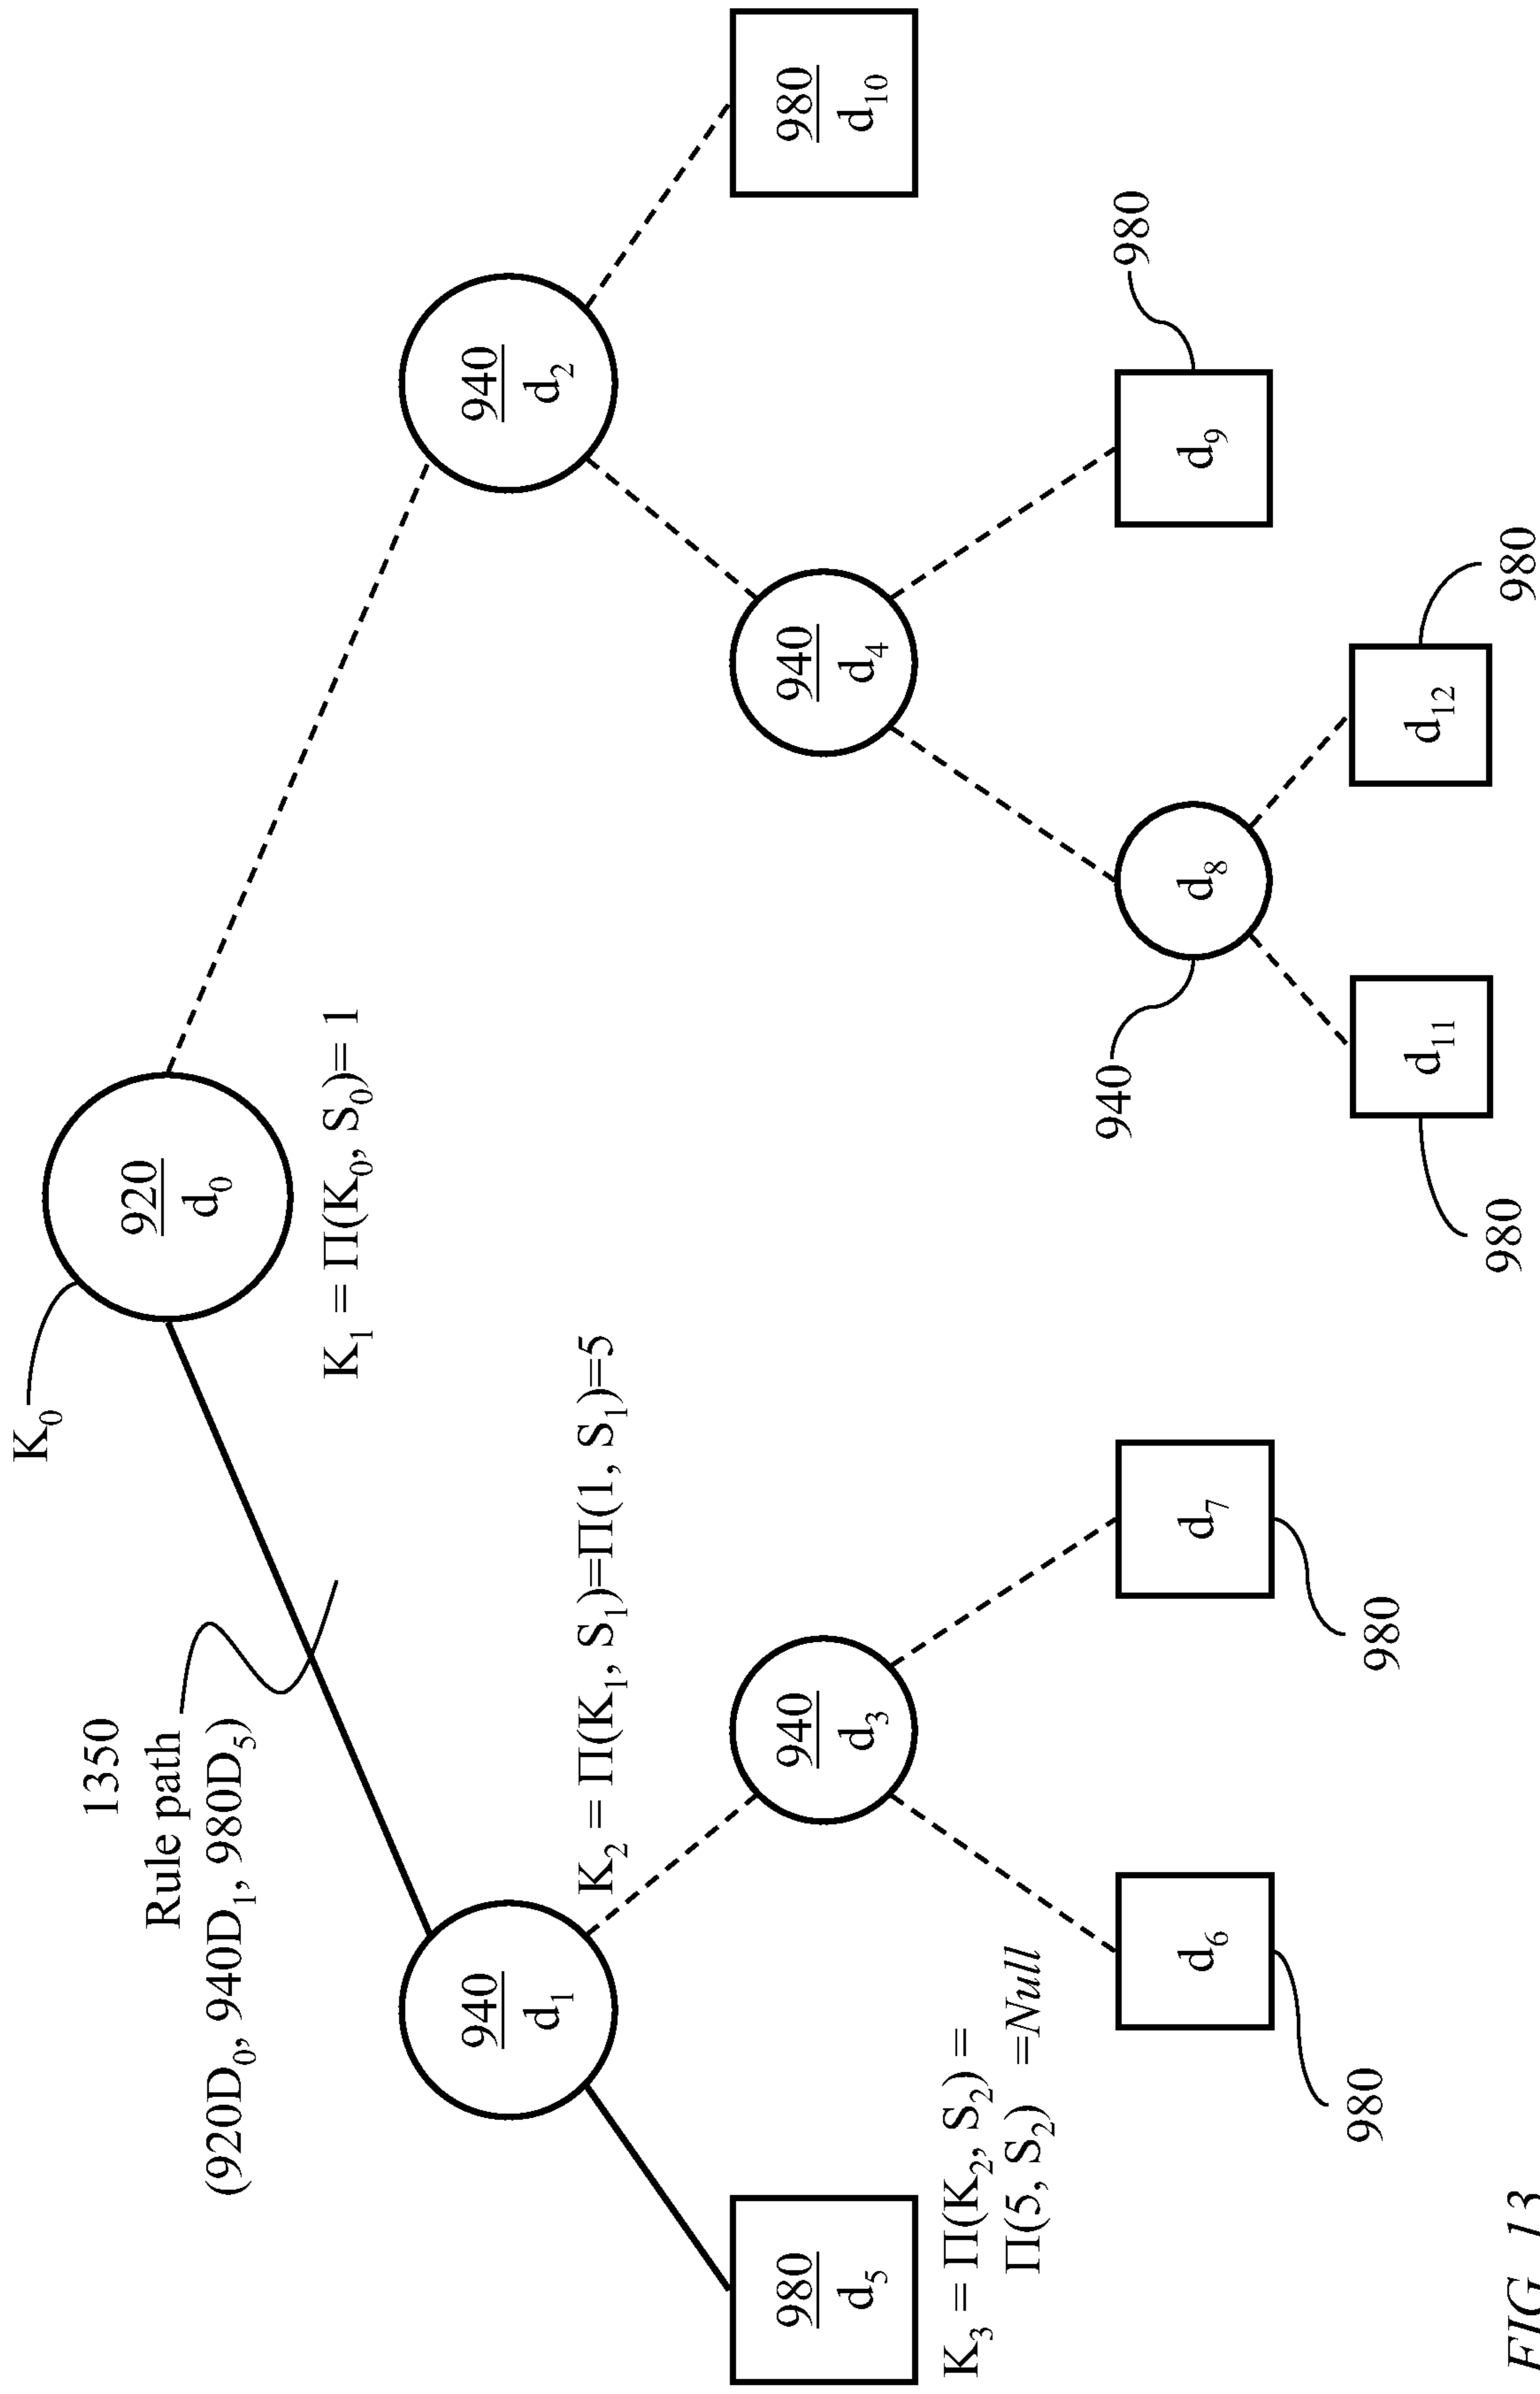 1350
Rule path
(920D₀, 940D₁, 980D₅)
K₀
920
d₀
K₁ = Π(K₀, S₀)= 1
940
d₁
940
d₂
K₂ = Π(K₁, S₁)=Π(1, S₁)=5
980
d₅
940
d₃
940
d₄
980
d₁₀
K₃ = Π(K₂, S₂) =
Π(5, S₂) =Null
d₆
980
d₇
980
940
d₈
d₉
980
d₁₁
980
d₁₂
980
FIG. 13